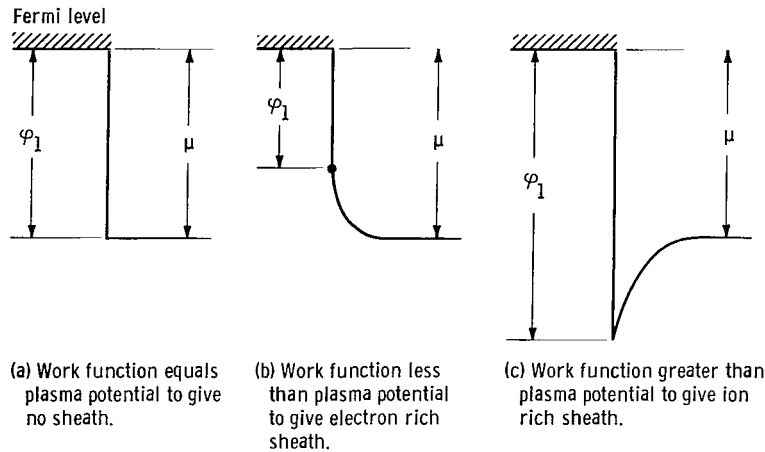 Fermi level
φ1
μ
φ1
μ
φ1
μ
(a) Work function equals
plasma potential to give
no sheath.
(b) Work function less
than plasma potential
to give electron rich
sheath.
(c) Work function greater than
plasma potential to give ion
rich sheath.